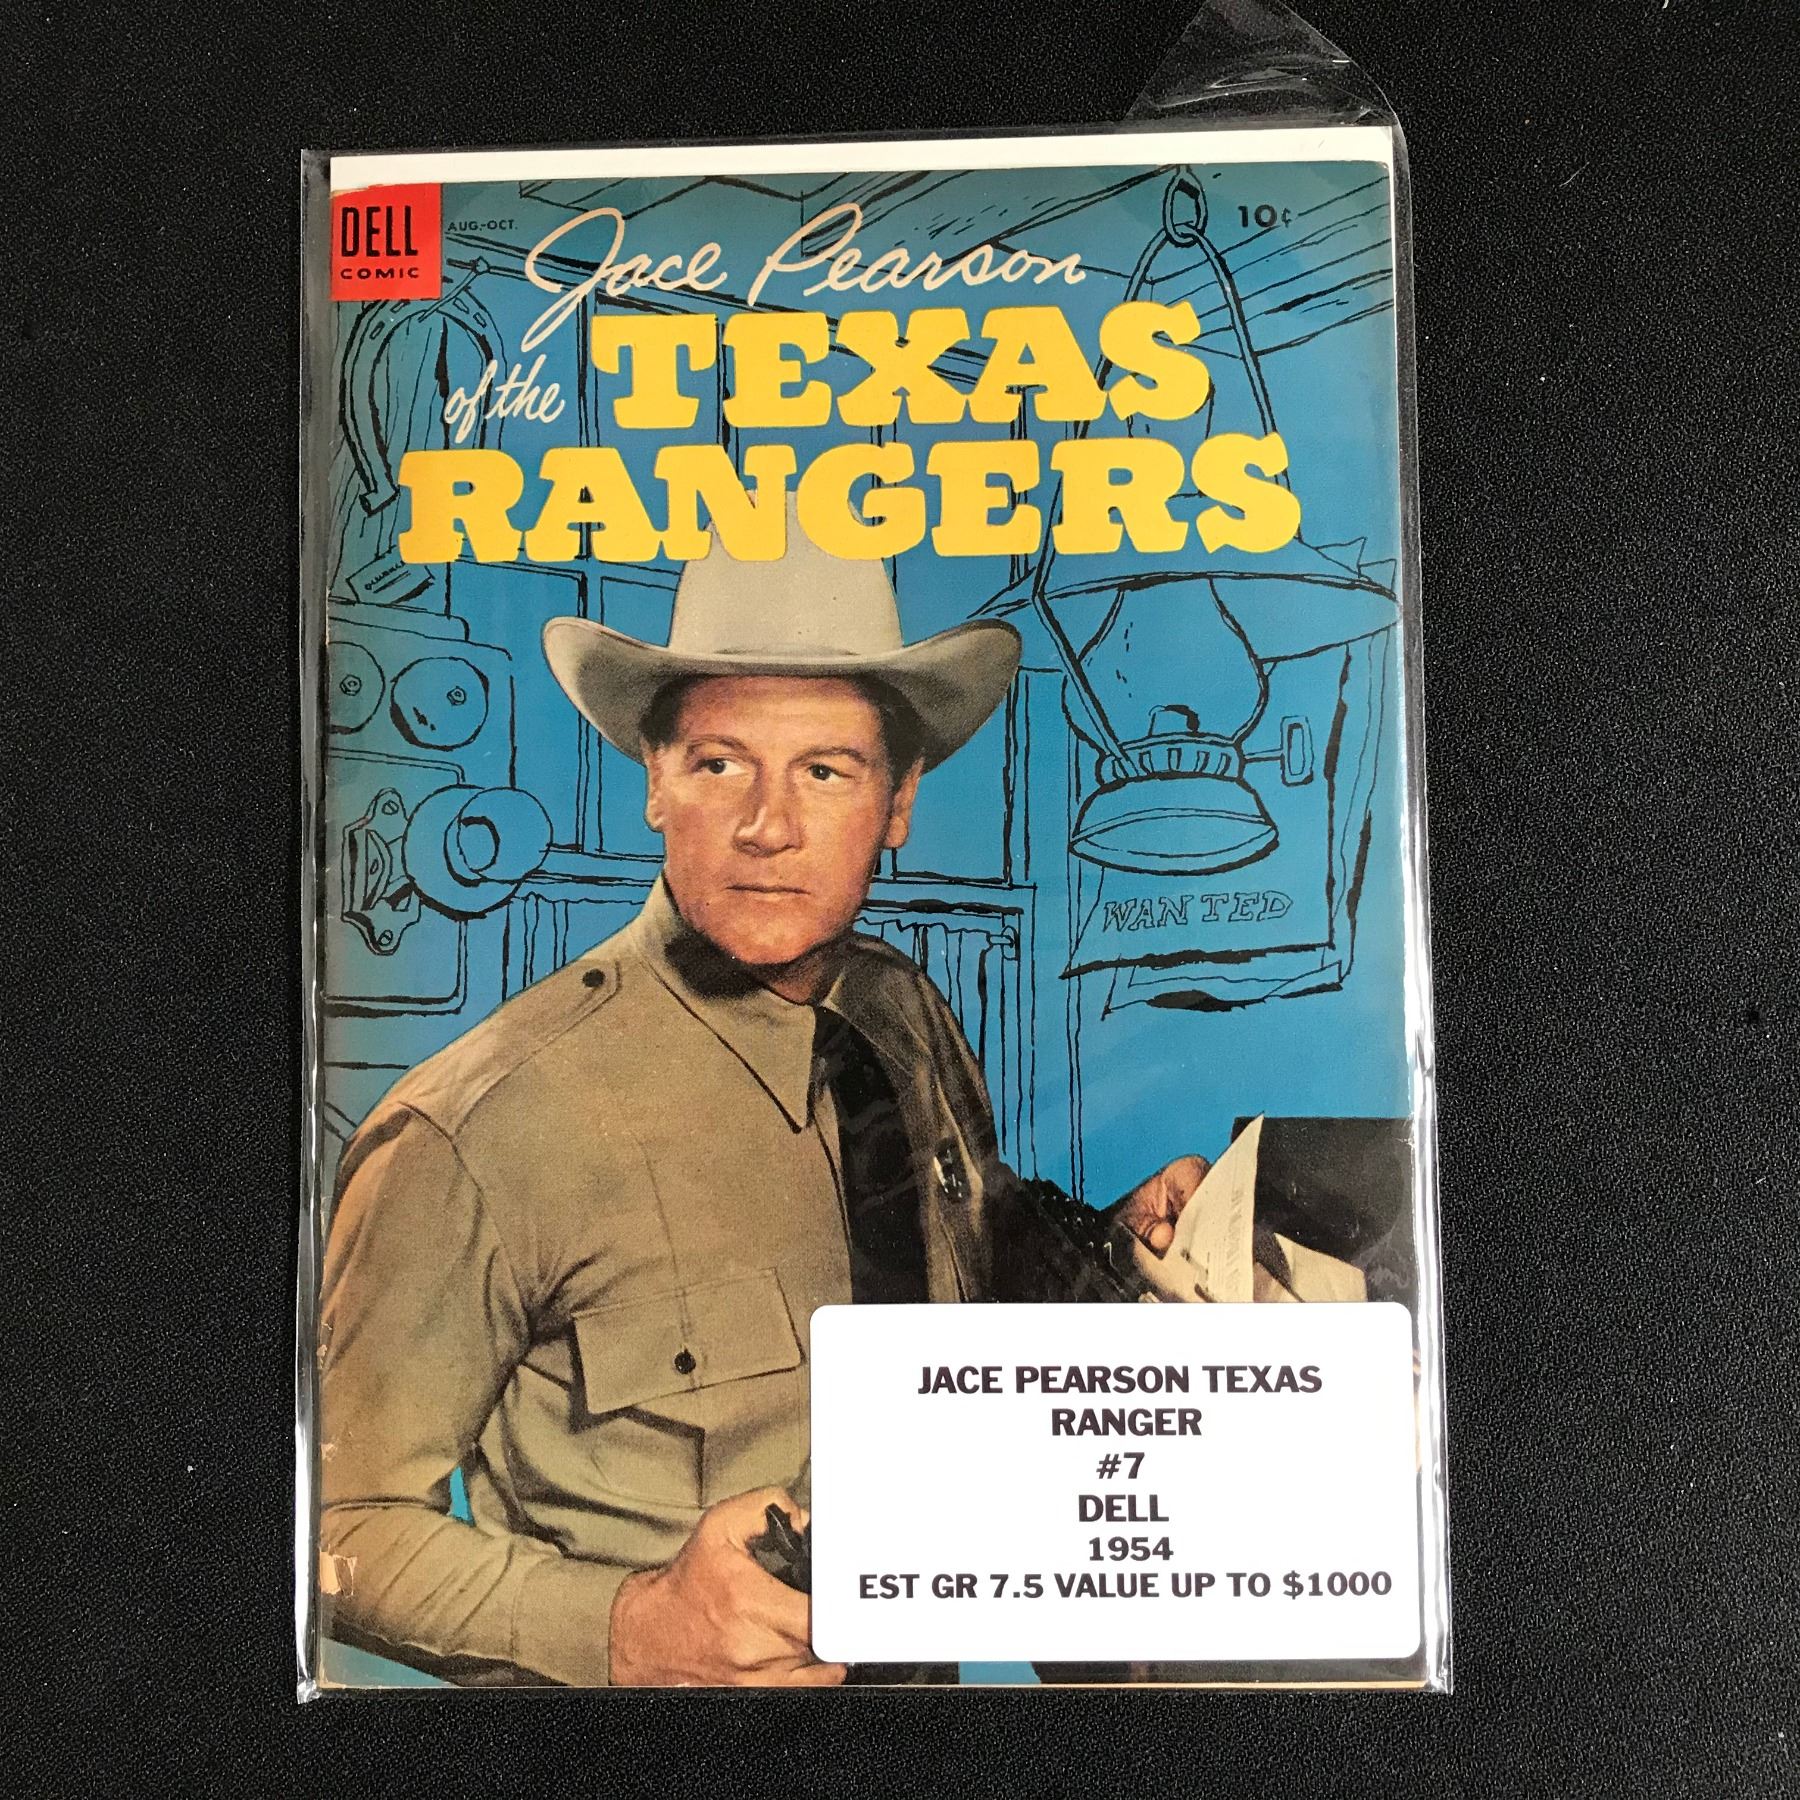 DELL
COMIC
AUG.-OCT.
10¢
Jace Pearson
of the TEXAS
RANGERS
WANTED
JACE PEARSON TEXAS
RANGER
#7
DELL
1954
EST GR 7.5 VALUE UP TO $1000